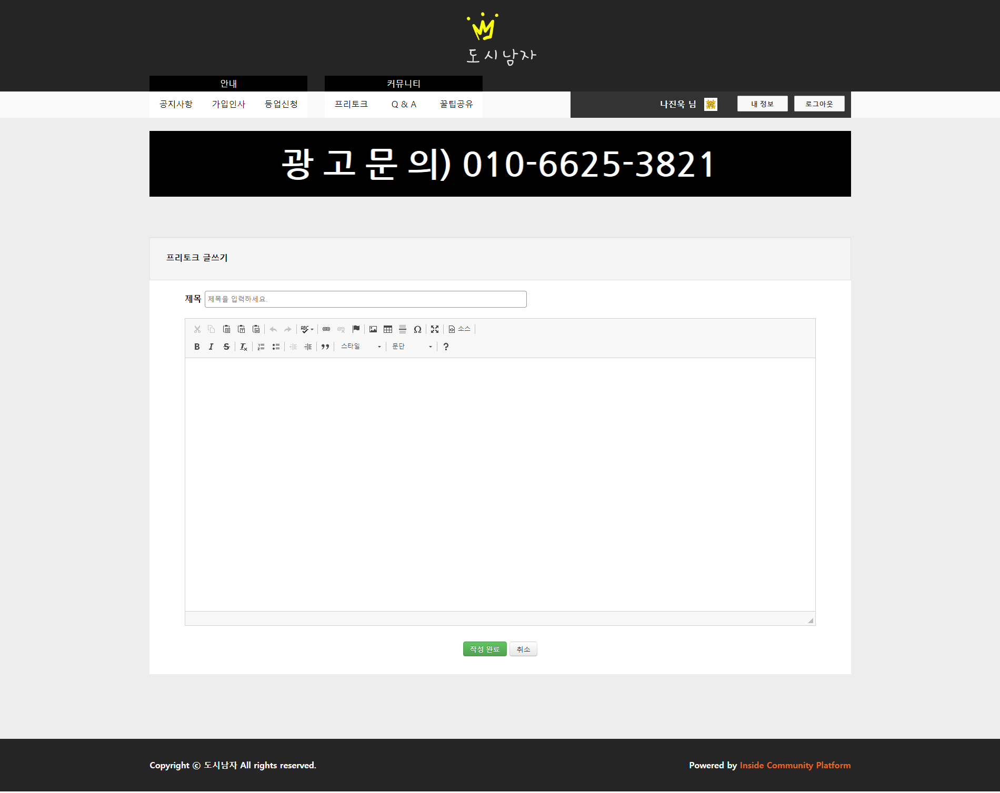 도시남자
안내 커뮤니티
공지사항 가입인사 등업신청 프리토크 Q & A 꿀팁공유 나진욱 님 내 정보 로그아웃
광 고 문 의) 010-6625-3821
프리토크 글쓰기
제목 제목을 입력하세요.
ABC 소스
스타일 문단
작성 완료 취소
Copyright ⓒ 도시남자 All rights reserved. Powered by Inside Community Platform